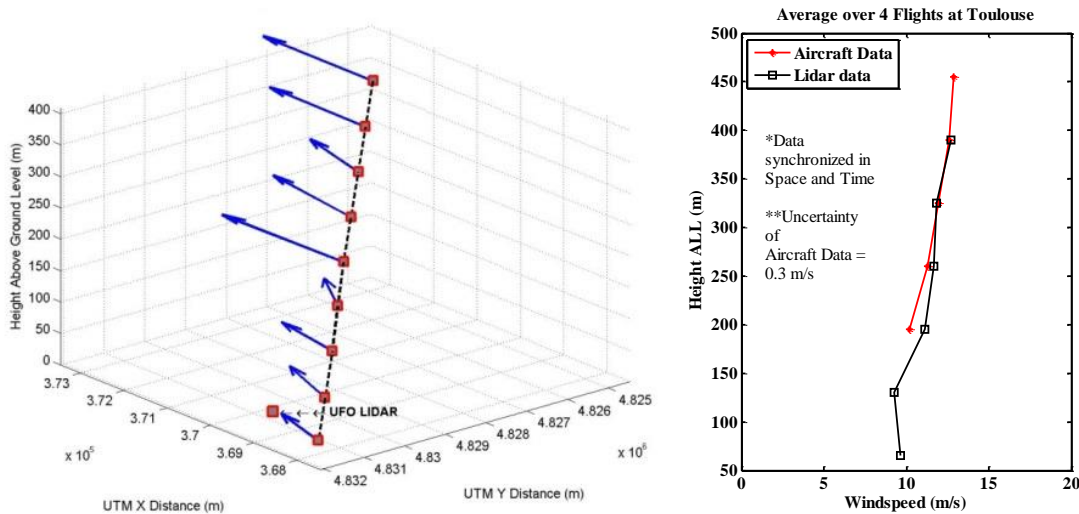 400
350
300
250
200
150
100
50
0
Height Above Ground Level (m)
UFO LIDAR
3.73
3.72
3.71
3.7
3.69
3.68
x 10^5
UTM X Distance (m)
4.832
4.831
4.83
4.829
4.828
4.827
4.826
4.825
x 10^6
UTM Y Distance (m)
Average over 4 Flights at Toulouse
500
450
400
350
300
250
200
150
100
50
Height ALL (m)
Aircraft Data
Lidar data
*Data
synchronized in
Space and Time
**Uncertainty
of
Aircraft Data =
0.3 m/s
0
5
10
15
20
Windspeed (m/s)